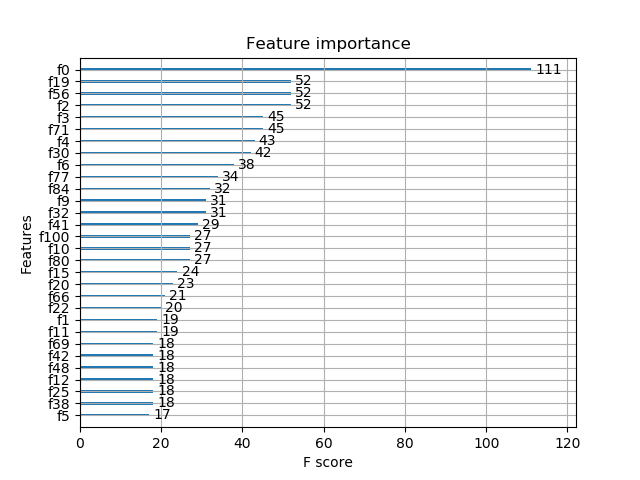 Feature importance
f0 111
f19 52
f56 52
f2 52
f3 45
f71 45
f4 43
f30 42
f6 38
f77 34
f84 32
f9 31
f32 31
f41 29
f100 27
f10 27
f80 27
f15 24
f20 23
f66 21
f22 20
f1 19
f11 19
f69 18
f42 18
f48 18
f12 18
f25 18
f38 18
f5 17
Features
0 20 40 60 80 100 120
F score